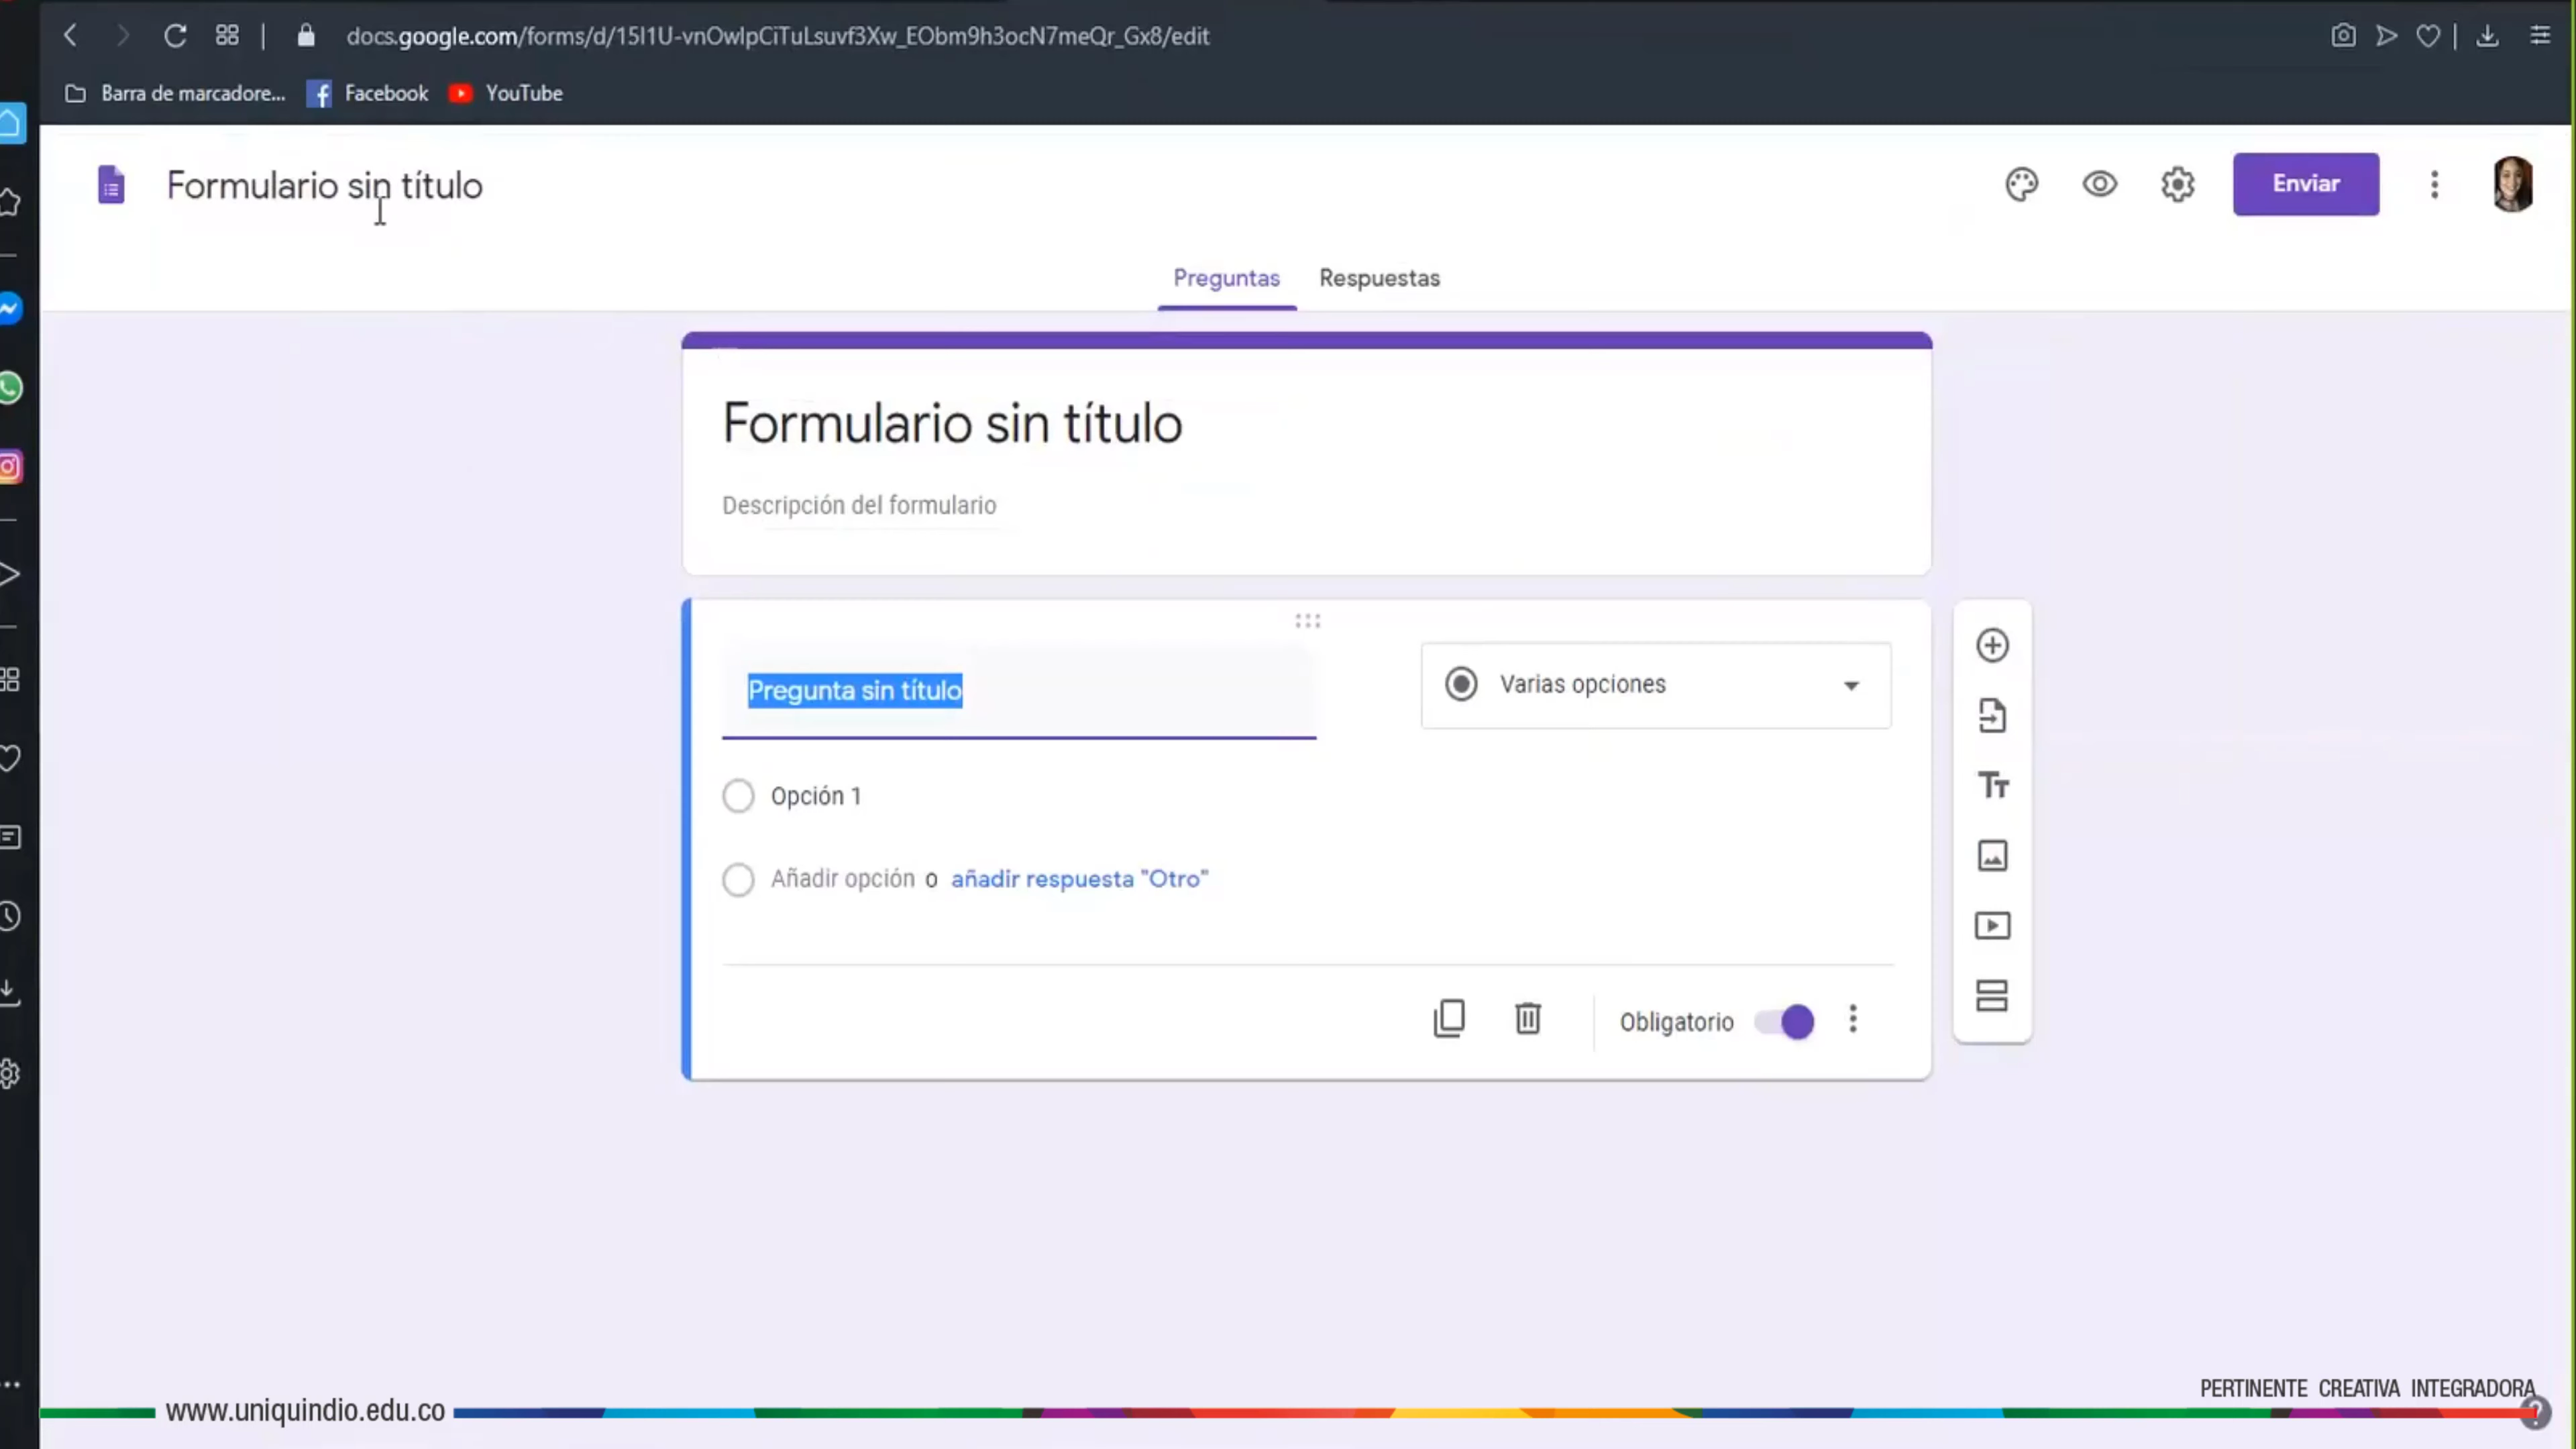 docs.google.com/forms/d/15I1U-vnOwIpCiTuLsuvf3Xw_EObm9h3ocN7meQr_Gx8/edit
Barra de marcadore... Facebook YouTube
Formulario sin título
Enviar
Preguntas Respuestas
Formulario sin título
Descripción del formulario
Pregunta sin título
Varias opciones
Opción 1
Añadir opción o añadir respuesta "Otro"
Obligatorio
PERTINENTE CREATIVA INTEGRADORA
www.uniquindio.edu.co